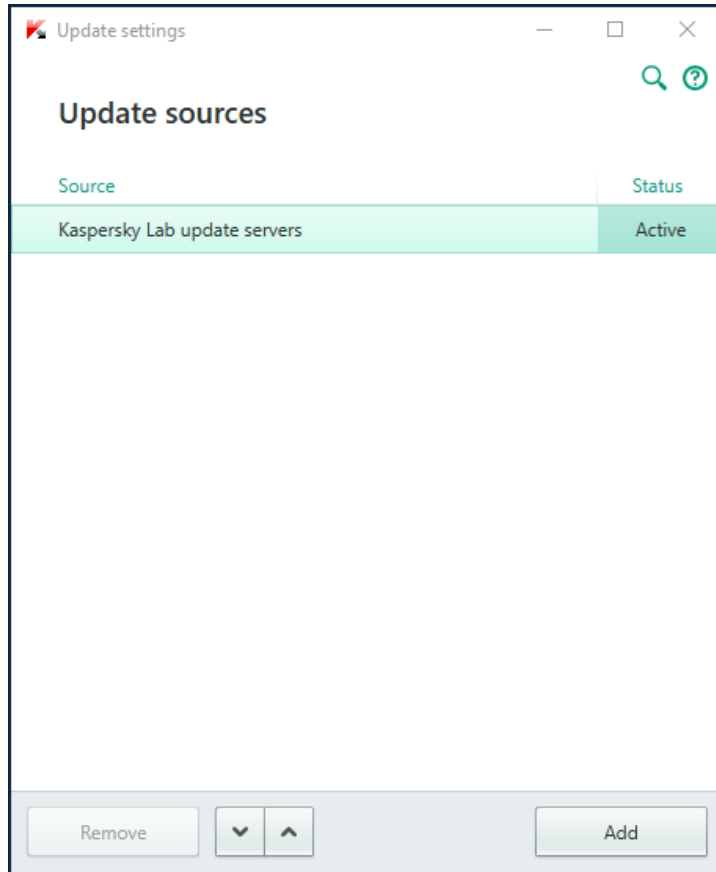 Update settings
Update sources
Source Status
Kaspersky Lab update servers Active
Remove Add